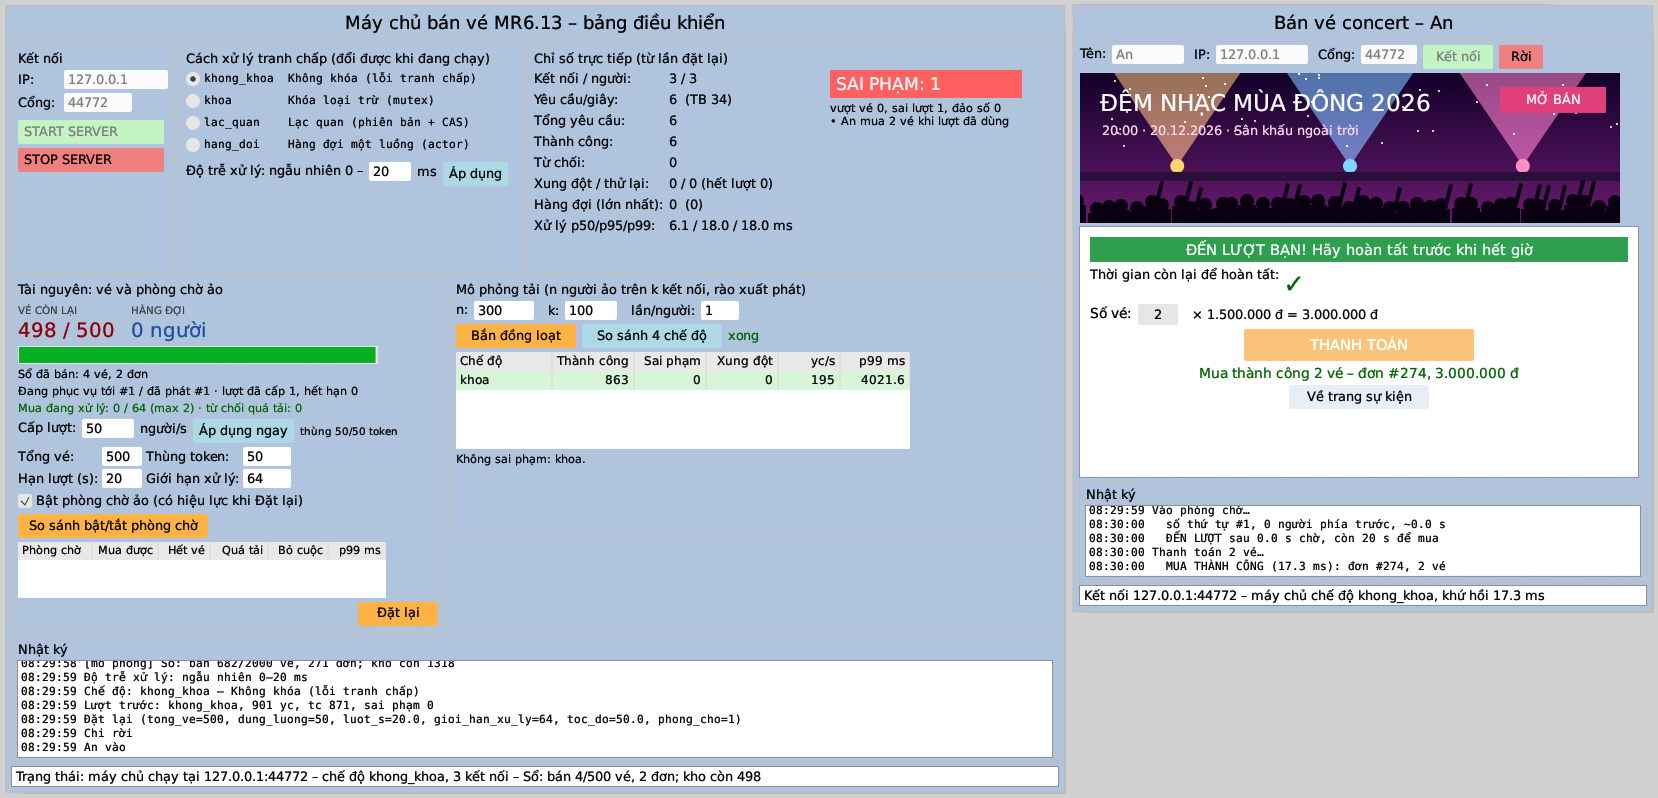 Máy chủ bán vé MR6.13 – bảng điều khiển
Kết nối
IP: 127.0.0.1
Cổng: 44772
START SERVER
STOP SERVER
Cách xử lý tranh chấp (đổi được khi đang chạy)
khong_khoa Không khóa (lỗi tranh chấp)
khoa Khóa loại trừ (mutex)
lac_quan Lạc quan (phiên bản + CAS)
hang_doi Hàng đợi một luồng (actor)
Độ trễ xử lý: ngẫu nhiên 0 – 20 ms Áp dụng
Chỉ số trực tiếp (từ lần đặt lại)
Kết nối / người: 3 / 3
Yêu cầu/giây: 6 (TB 34)
Tổng yêu cầu: 6
Thành công: 6
Từ chối: 0
Xung đột / thử lại: 0 / 0 (hết lượt 0)
Hàng đợi (lớn nhất): 0 (0)
Xử lý p50/p95/p99: 6.1 / 18.0 / 18.0 ms
SAI PHẠM: 1
vượt vé 0, sai lượt 1, đảo số 0
• An mua 2 vé khi lượt đã dùng
Tài nguyên: vé và phòng chờ ảo
VÉ CÒN LẠI HÀNG ĐỢI
498 / 500 0 người
Sổ đã bán: 4 vé, 2 đơn
Đang phục vụ tới #1 / đã phát #1 · lượt đã cấp 1, hết hạn 0
Mua đang xử lý: 0 / 64 (max 2) · từ chối quá tải: 0
Cấp lượt: 50 người/s Áp dụng ngay thùng 50/50 token
Tổng vé: 500 Thùng token: 50
Hạn lượt (s): 20 Giới hạn xử lý: 64
Bật phòng chờ ảo (có hiệu lực khi Đặt lại)
So sánh bật/tắt phòng chờ
Phòng chờ Mua được Hết vé Quá tải Bỏ cuộc p99 ms
Đặt lại
Mô phỏng tải (n người ảo trên k kết nối, rào xuất phát)
n: 300 k: 100 lần/người: 1
Bắn đồng loạt So sánh 4 chế độ xong
Chế độ Thành công Sai phạm Xung đột yc/s p99 ms
khoa 863 0 0 195 4021.6
Không sai phạm: khoa.
Nhật ký
08:29:58 [mô phỏng] Sổ: bán 682/2000 vé, 271 đơn; kho còn 1318
08:29:59 Độ trễ xử lý: ngẫu nhiên 0–20 ms
08:29:59 Chế độ: khong_khoa – Không khóa (lỗi tranh chấp)
08:29:59 Lượt trước: khong_khoa, 901 yc, tc 871, sai phạm 0
08:29:59 Đặt lại (tong_ve=500, dung_luong=50, luot_s=20.0, gioi_han_xu_ly=64, toc_do=50.0, phong_cho=1)
08:29:59 Chi rời
08:29:59 An vào
Trạng thái: máy chủ chạy tại 127.0.0.1:44772 – chế độ khong_khoa, 3 kết nối – Sổ: bán 4/500 vé, 2 đơn; kho còn 498
Bán vé concert – An
Tên: An IP: 127.0.0.1 Cổng: 44772 Kết nối Rời
ĐÊM NHẠC MÙA ĐÔNG 2026
MỞ BÁN
20:00 · 20.12.2026 · Sân khấu ngoài trời
ĐẾN LƯỢT BẠN! Hãy hoàn tất trước khi hết giờ
Thời gian còn lại để hoàn tất: ✓
Số vé: 2 × 1.500.000 đ = 3.000.000 đ
THANH TOÁN
Mua thành công 2 vé – đơn #274, 3.000.000 đ
Về trang sự kiện
Nhật ký
08:29:59 Vào phòng chờ…
08:30:00 số thứ tự #1, 0 người phía trước, ~0.0 s
08:30:00 ĐẾN LƯỢT sau 0.0 s chờ, còn 20 s để mua
08:30:00 Thanh toán 2 vé…
08:30:00 MUA THÀNH CÔNG (17.3 ms): đơn #274, 2 vé
Kết nối 127.0.0.1:44772 – máy chủ chế độ khong_khoa, khứ hồi 17.3 ms